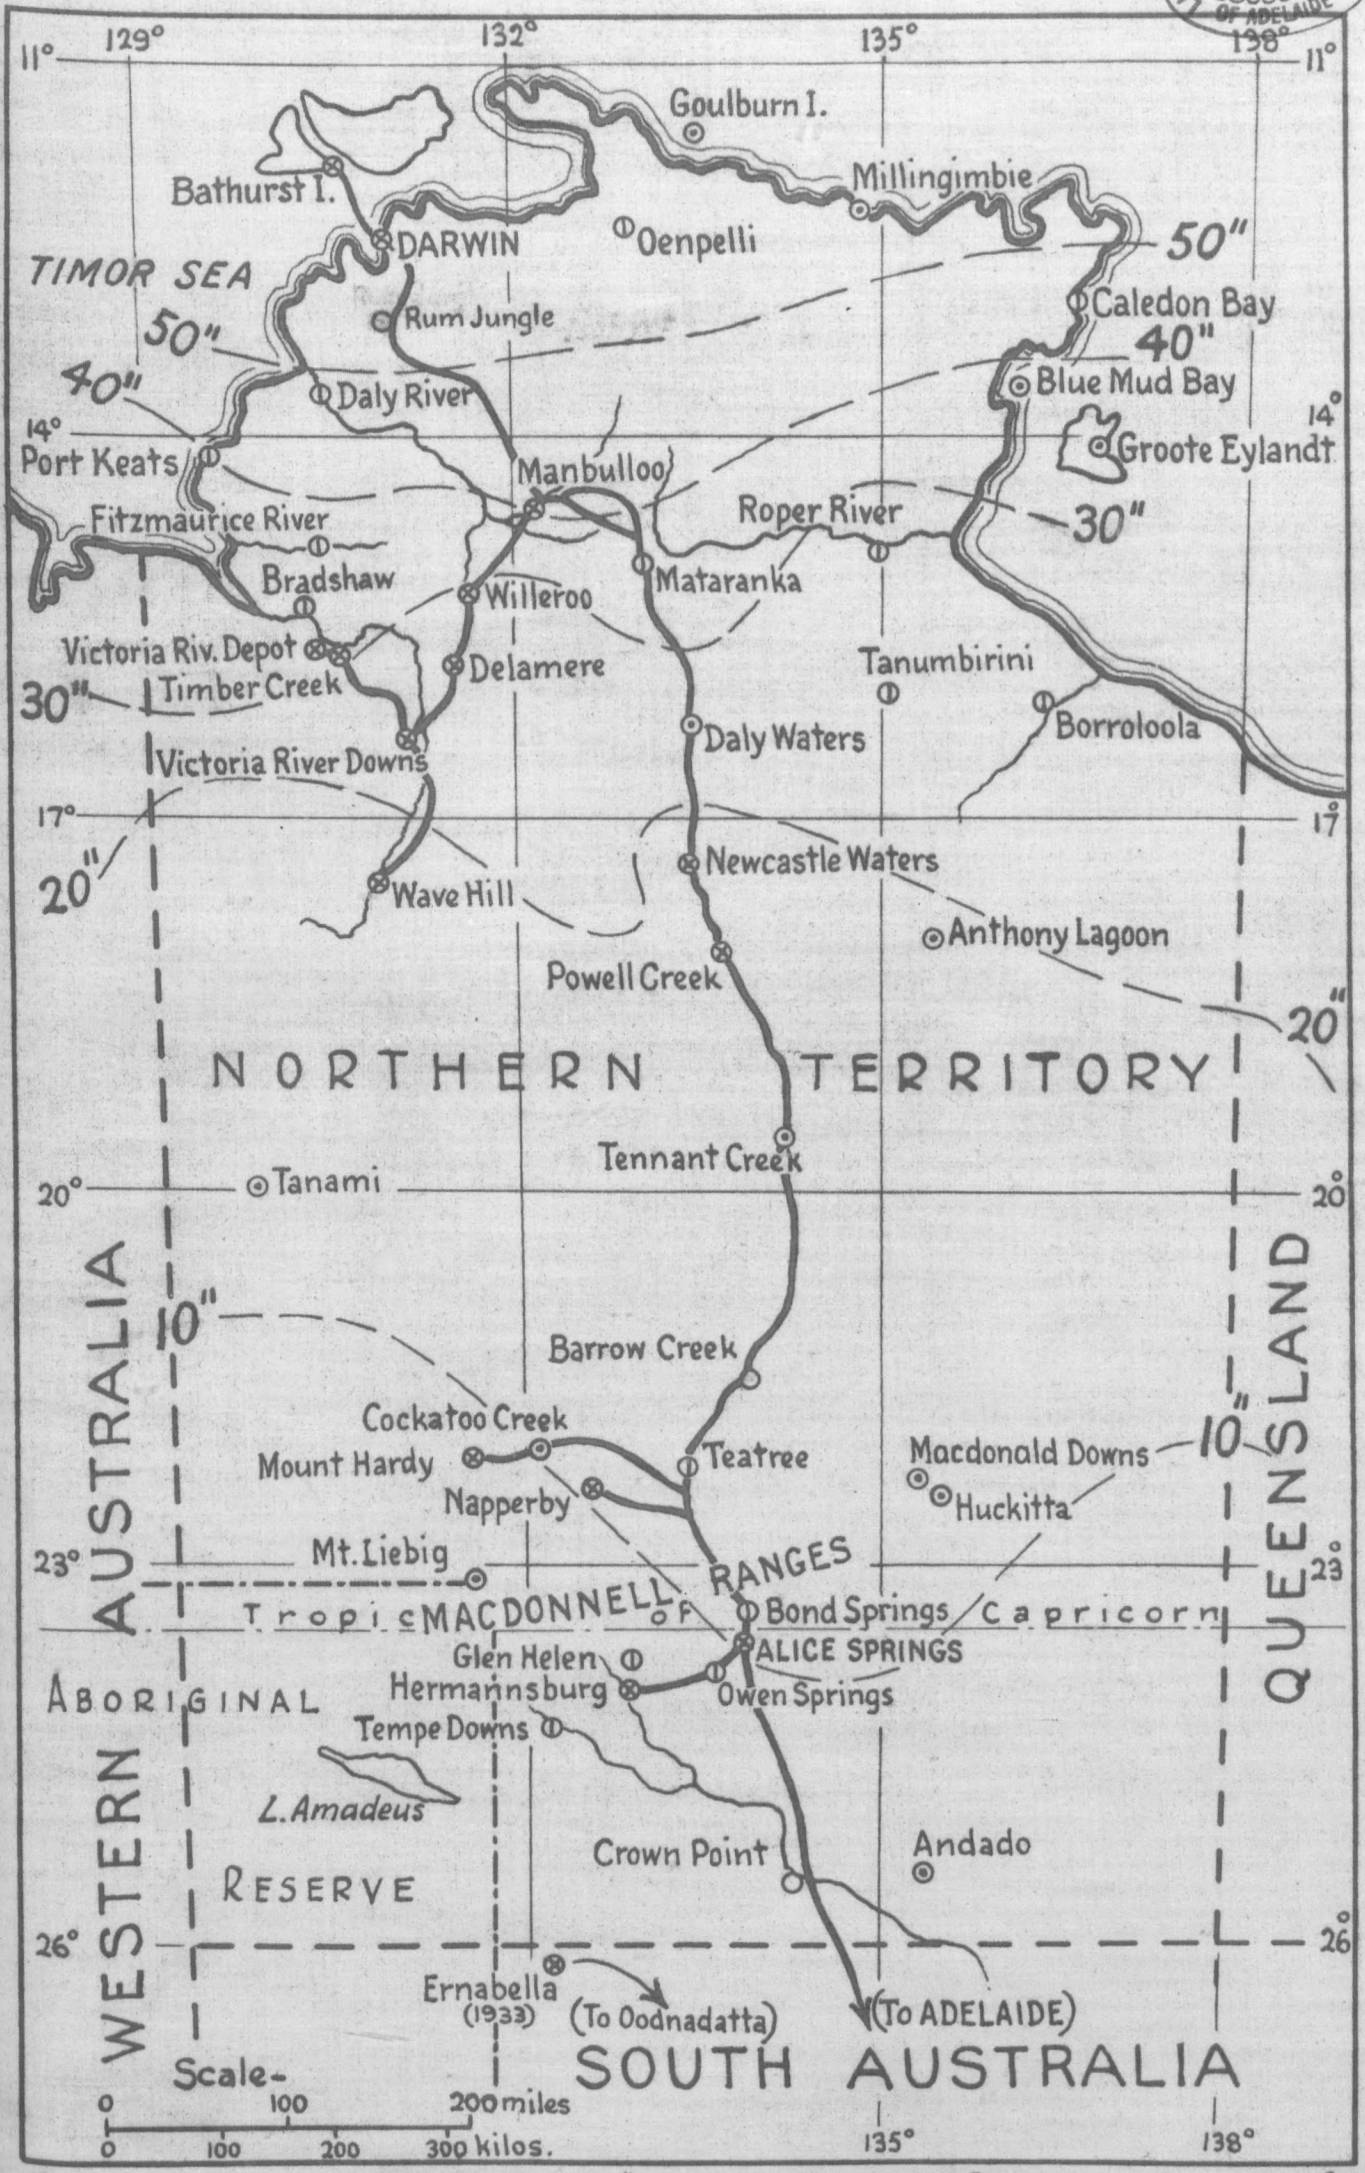 OF ADELAIDE
129° 132° 135° 138°
11° 11°
Goulburn I.
Millingimbie
Bathurst I.
DARWIN
Oenpelli
50"
TIMOR SEA
Caledon Bay
Rum Jungle
50"
40"
40"
Blue Mud Bay
Daly River
14° 14°
Groote Eylandt
Port Keats
Manbulloo
Fitzmaurice River
Roper River
30"
Bradshaw
Mataranka
Willeroo
Victoria Riv. Depot
Tanumbirini
Delamere
Timber Creek
30"
Borroloola
Daly Waters
Victoria River Downs
17° 17°
Newcastle Waters
20"
Wave Hill
Anthony Lagoon
Powell Creek
20"
NORTHERN TERRITORY
Tennant Creek
Tanami
20° 20°
10"
Barrow Creek
Cockatoo Creek
10"
Mount Hardy
Teatree
Macdonald Downs
Napperby
Huckitta
Mt. Liebig
23° 23°
MACDONNELL RANGES
Tropic OF Capricorn
Bond Springs
ALICE SPRINGS
Glen Helen
Hermannsburg
Owen Springs
ABORIGINAL
Tempe Downs
L. Amadeus
Crown Point
Andado
RESERVE
26° 26°
WESTERN AUSTRALIA
QUEENSLAND
Ernabella
(1933)
(To Oodnadatta)
(To ADELAIDE)
SOUTH AUSTRALIA
Scale-
0 100 200 miles
0 100 200 300 kilos.
135° 138°